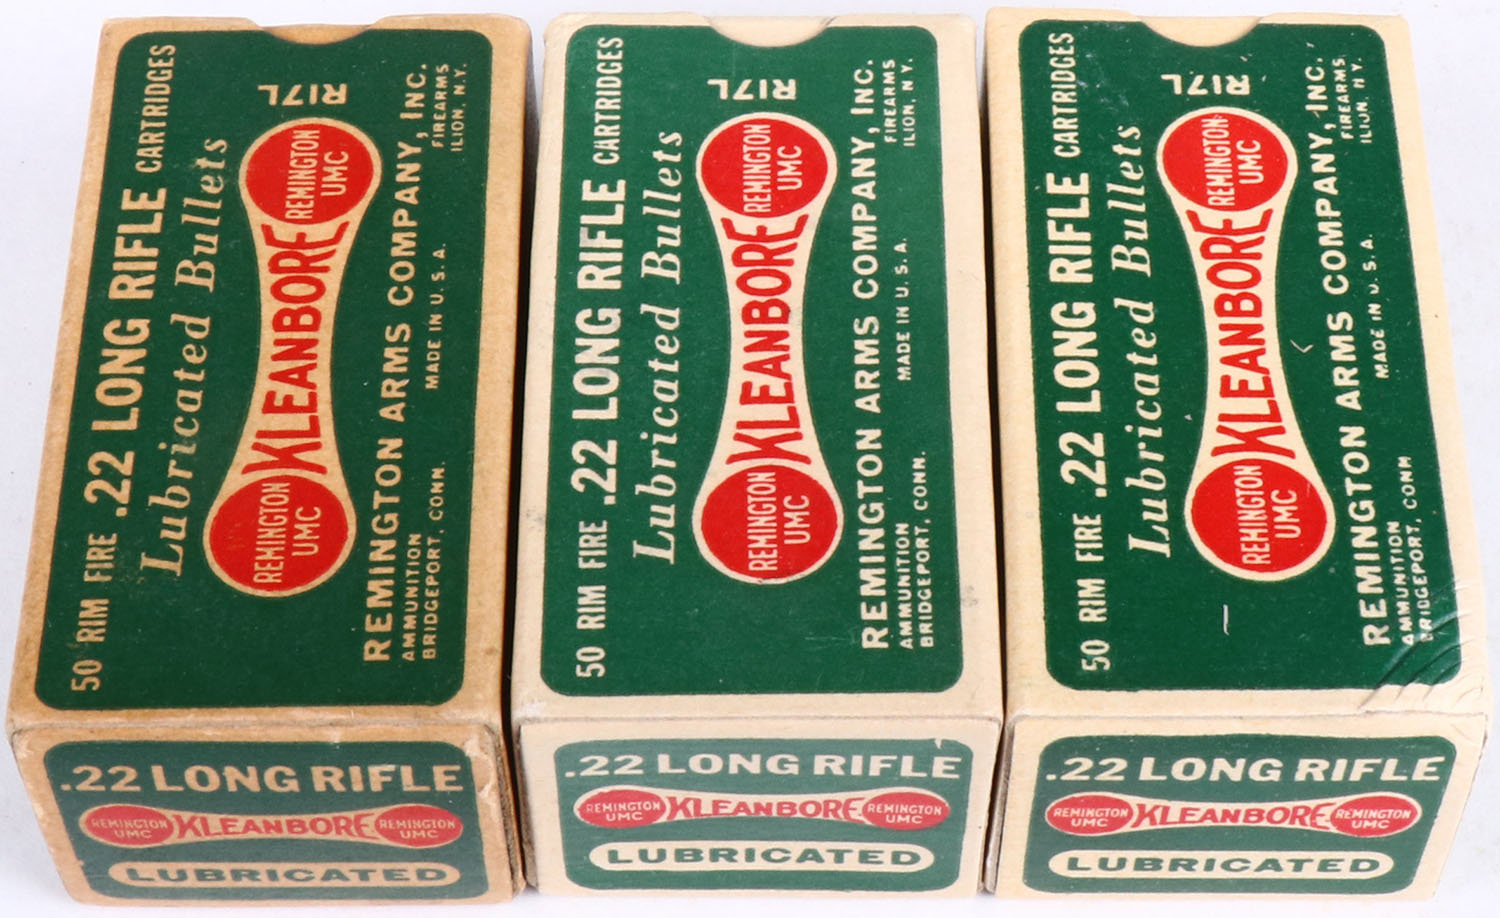 50 RIM FIRE .22 LONG RIFLE CARTRIDGES
Lubricated Bullets
R17L
REMINGTON
UMC
KLEANBORE
REMINGTON
UMC
REMINGTON ARMS COMPANY, INC.
AMMUNITION
BRIDGEPORT, CONN.
MADE IN U.S.A.
FIREARMS
ILION, N.Y.
.22 LONG RIFLE
REMINGTON
UMC
KLEANBORE
REMINGTON
UMC
LUBRICATED
50 RIM FIRE .22 LONG RIFLE CARTRIDGES
Lubricated Bullets
R17L
REMINGTON
UMC
KLEANBORE
REMINGTON
UMC
REMINGTON ARMS COMPANY, INC.
AMMUNITION
BRIDGEPORT, CONN.
MADE IN U.S.A.
FIREARMS
ILION, N.Y.
.22 LONG RIFLE
REMINGTON
UMC
KLEANBORE
REMINGTON
UMC
LUBRICATED
50 RIM FIRE .22 LONG RIFLE CARTRIDGES
Lubricated Bullets
R17L
REMINGTON
UMC
KLEANBORE
REMINGTON
UMC
REMINGTON ARMS COMPANY, INC.
AMMUNITION
BRIDGEPORT, CONN
MADE IN U.S.A.
FIREARMS
ILION, N.Y.
.22 LONG RIFLE
REMINGTON
UMC
KLEANBORE
REMINGTON
UMC
LUBRICATED